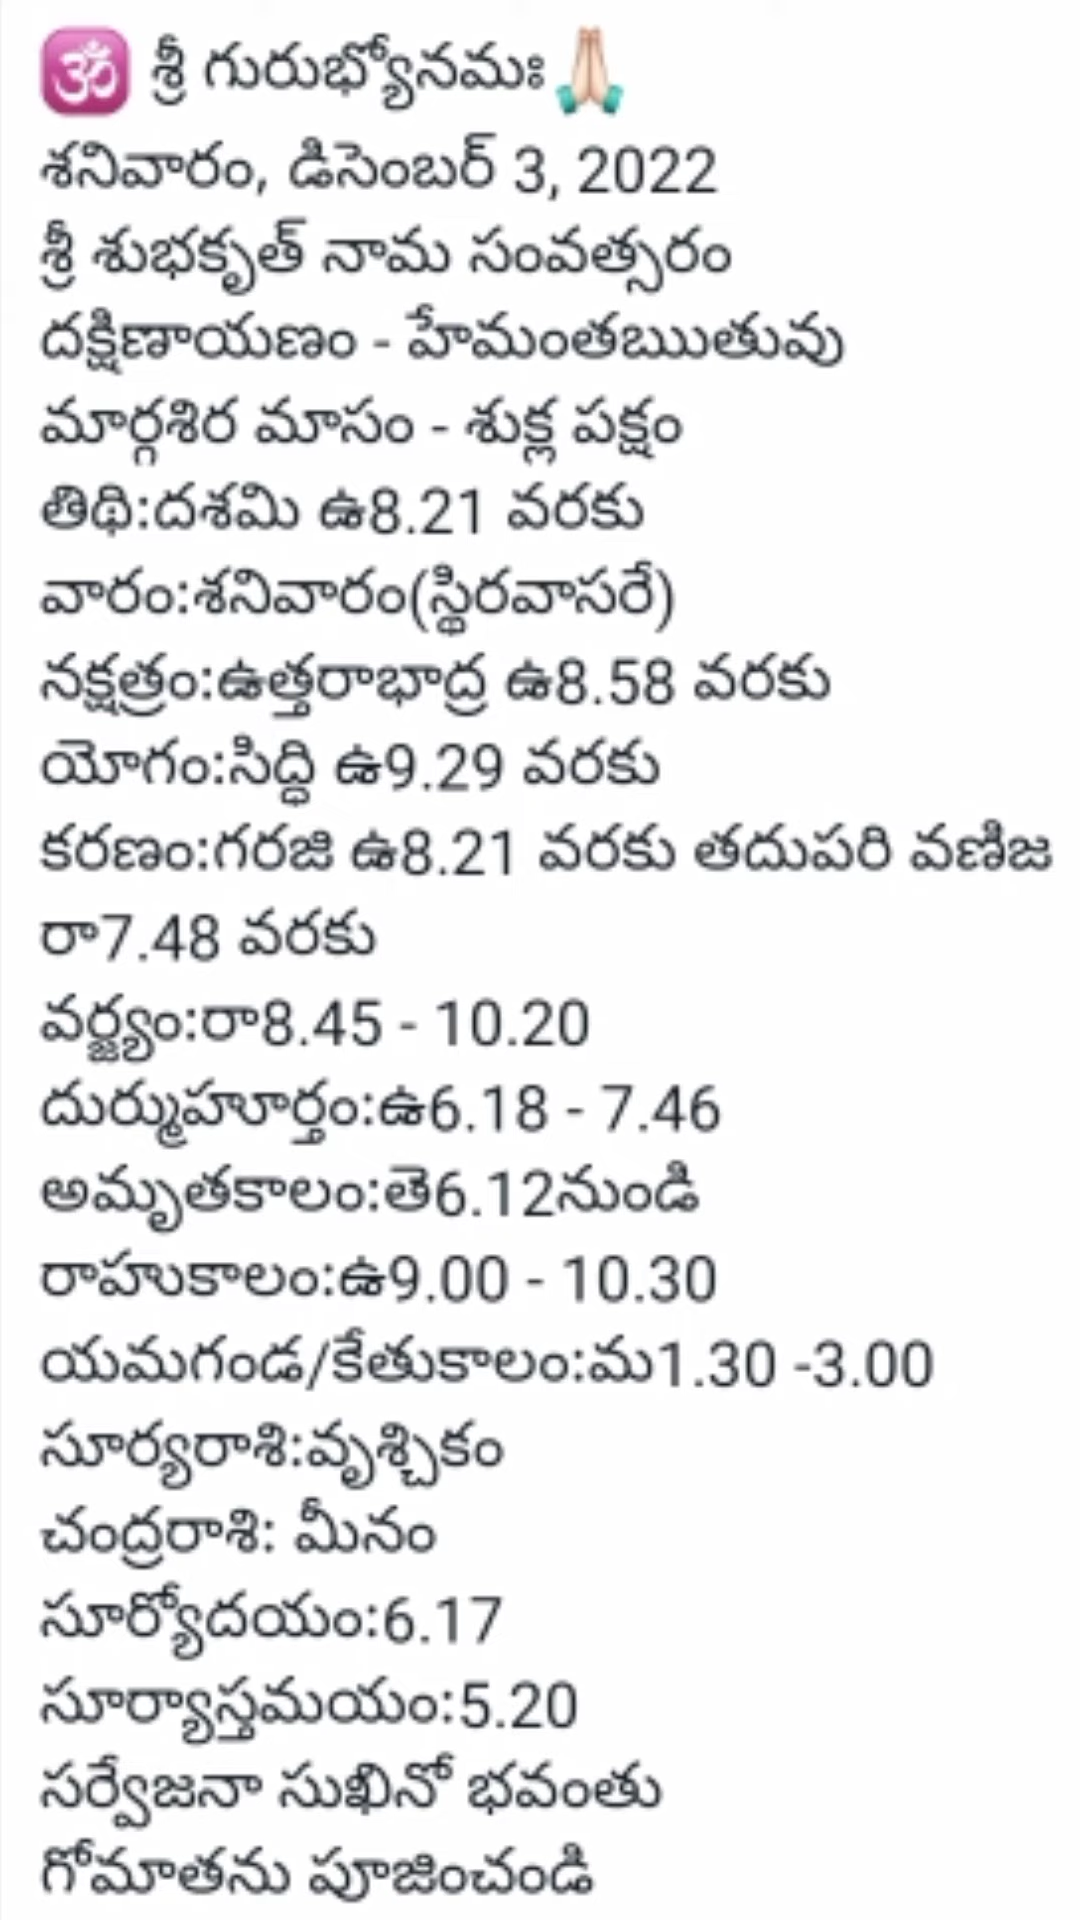 🕉 శ్రీ గురుభ్యోనమః🙏🏻
శనివారం, డిసెంబర్ 3, 2022
శ్రీ శుభకృత్ నామ సంవత్సరం
దక్షిణాయణం - హేమంతఋతువు
మార్గశిర మాసం - శుక్ల పక్షం
తిథి:దశమి ఉ8.21 వరకు
వారం:శనివారం(స్థిరవాసరే)
నక్షత్రం:ఉత్తరాభాద్ర ఉ8.58 వరకు
యోగం:సిద్ధి ఉ9.29 వరకు
కరణం:గరజి ఉ8.21 వరకు తదుపరి వణిజ
రా7.48 వరకు
వర్జ్యం:రా8.45 - 10.20
దుర్ముహూర్తం:ఉ6.18 - 7.46
అమృతకాలం:తె6.12నుండి
రాహుకాలం:ఉ9.00 - 10.30
యమగండ/కేతుకాలం:మ1.30 -3.00
సూర్యరాశి:వృశ్చికం
చంద్రరాశి: మీనం
సూర్యోదయం:6.17
సూర్యాస్తమయం:5.20
సర్వేజనా సుఖినో భవంతు
గోమాతను పూజించండి